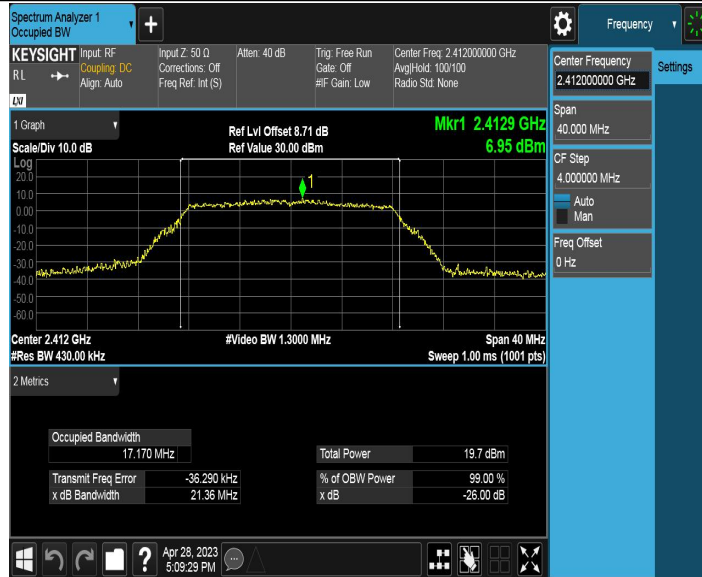 Spectrum Analyzer 1
Occupied BW
+
Frequency
KEYSIGHT
RL
LXI
Input: RF
Coupling: DC
Align: Auto
Input Z: 50 Ω
Corrections: Off
Freq Ref: Int (S)
Atten: 40 dB
Trig: Free Run
Gate: Off
#IF Gain: Low
Center Freq: 2.412000000 GHz
Avg|Hold: 100/100
Radio Std: None
Center Frequency
2.412000000 GHz
Settings
Span
40.000 MHz
CF Step
4.000000 MHz
Auto
Man
Freq Offset
0 Hz
1 Graph
Scale/Div 10.0 dB
Ref Lvl Offset 8.71 dB
Ref Value 30.00 dBm
Mkr1 2.4129 GHz
6.95 dBm
Log
20.0
10.0
0.00
-10.0
-20.0
-30.0
-40.0
-50.0
-60.0
1
Center 2.412 GHz
#Res BW 430.00 kHz
#Video BW 1.3000 MHz
Span 40 MHz
Sweep 1.00 ms (1001 pts)
2 Metrics
Occupied Bandwidth
17.170 MHz
Total Power 19.7 dBm
Transmit Freq Error -36.290 kHz
% of OBW Power 99.00 %
x dB Bandwidth 21.36 MHz
x dB -26.00 dB
?
Apr 28, 2023
5:09:29 PM